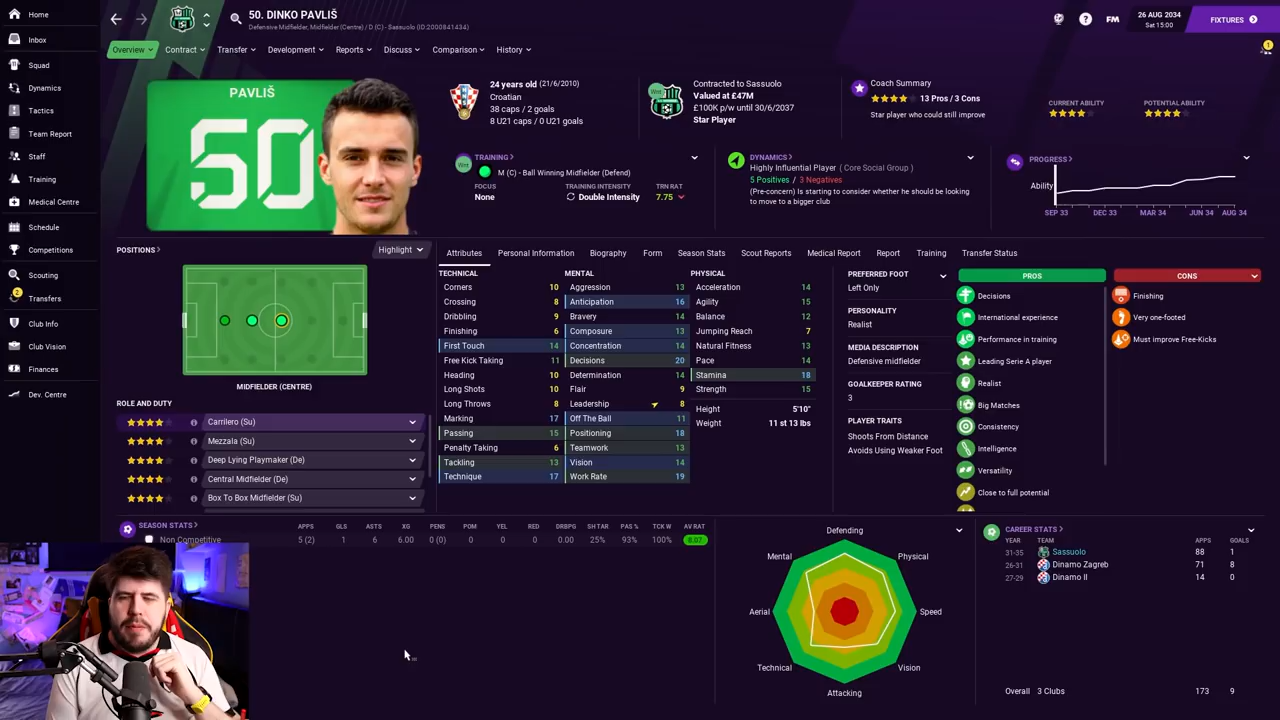 Home
Inbox
Squad
Dynamics
Tactics
Team Report
Staff
Training
Medical Centre
Schedule
Competitions
Scouting
2
Transfers
Club Info
Club Vision
Finances
Dev. Centre
50. DINKO PAVLIŠ
Defensive Midfielder, Midfielder (Centre) / D (C) - Sassuolo (ID:2000841434)
?
FM
26 AUG 2034
Sat 15:00
FIXTURES
1
Overview
Contract
Transfer
Development
Reports
Discuss
Comparison
History
PAVLIŠ
50
24 years old (21/6/2010)
Croatian
38 caps / 2 goals
8 U21 caps / 0 U21 goals
Wnt
Contracted to Sassuolo
Valued at £47M
£100K p/w until 30/6/2037
Star Player
Coach Summary
13 Pros / 3 Cons
Star player who could still improve
CURRENT ABILITY
POTENTIAL ABILITY
Wnt
TRAINING
M (C) - Ball Winning Midfielder (Defend)
FOCUS
None
TRAINING INTENSITY
Double Intensity
TRN RAT
7.75
DYNAMICS
Highly Influential Player ( Core Social Group )
5 Positives / 3 Negatives
(Pre-concern) Is starting to consider whether he should be looking
to move to a bigger club
PROGRESS
Ability
SEP 33
DEC 33
MAR 34
JUN 34
AUG 34
POSITIONS
Highlight
MIDFIELDER (CENTRE)
ROLE AND DUTY
Carrilero (Su)
Mezzala (Su)
Deep Lying Playmaker (De)
Central Midfielder (De)
Box To Box Midfielder (Su)
Attributes
Personal Information
Biography
Form
Season Stats
Scout Reports
Medical Report
Report
Training
Transfer Status
TECHNICAL
Corners 10
Crossing 8
Dribbling 9
Finishing 6
First Touch 14
Free Kick Taking 11
Heading 10
Long Shots 10
Long Throws 8
Marking 17
Passing 15
Penalty Taking 6
Tackling 13
Technique 17
MENTAL
Aggression 13
Anticipation 16
Bravery 14
Composure 13
Concentration 14
Decisions 20
Determination 14
Flair 9
Leadership 8
Off The Ball 11
Positioning 18
Teamwork 13
Vision 14
Work Rate 19
PHYSICAL
Acceleration 14
Agility 15
Balance 12
Jumping Reach 7
Natural Fitness 13
Pace 14
Stamina 18
Strength 15
Height 5'10"
Weight 11 st 13 lbs
PREFERRED FOOT
Left Only
PERSONALITY
Realist
MEDIA DESCRIPTION
Defensive midfielder
GOALKEEPER RATING
3
PLAYER TRAITS
Shoots From Distance
Avoids Using Weaker Foot
PROS
Decisions
International experience
Performance in training
Leading Serie A player
Realist
Big Matches
Consistency
Intelligence
Versatility
Close to full potential
CONS
Finishing
Very one-footed
Must improve Free-Kicks
SEASON STATS
APPS GLS ASTS XG PENS POM YEL RED DRBPG SH TAR PAS % TCK W AV RAT
Non Competitive 5 (2) 1 6 6.00 0 (0) 0 0 0 0.00 25% 93% 100% 8.07
Defending
Physical
Speed
Vision
Attacking
Technical
Aerial
Mental
CAREER STATS
YEAR TEAM APPS GOALS
31-35 Sassuolo 88 1
26-31 Dinamo Zagreb 71 8
27-29 Dinamo II 14 0
Overall 3 Clubs 173 9